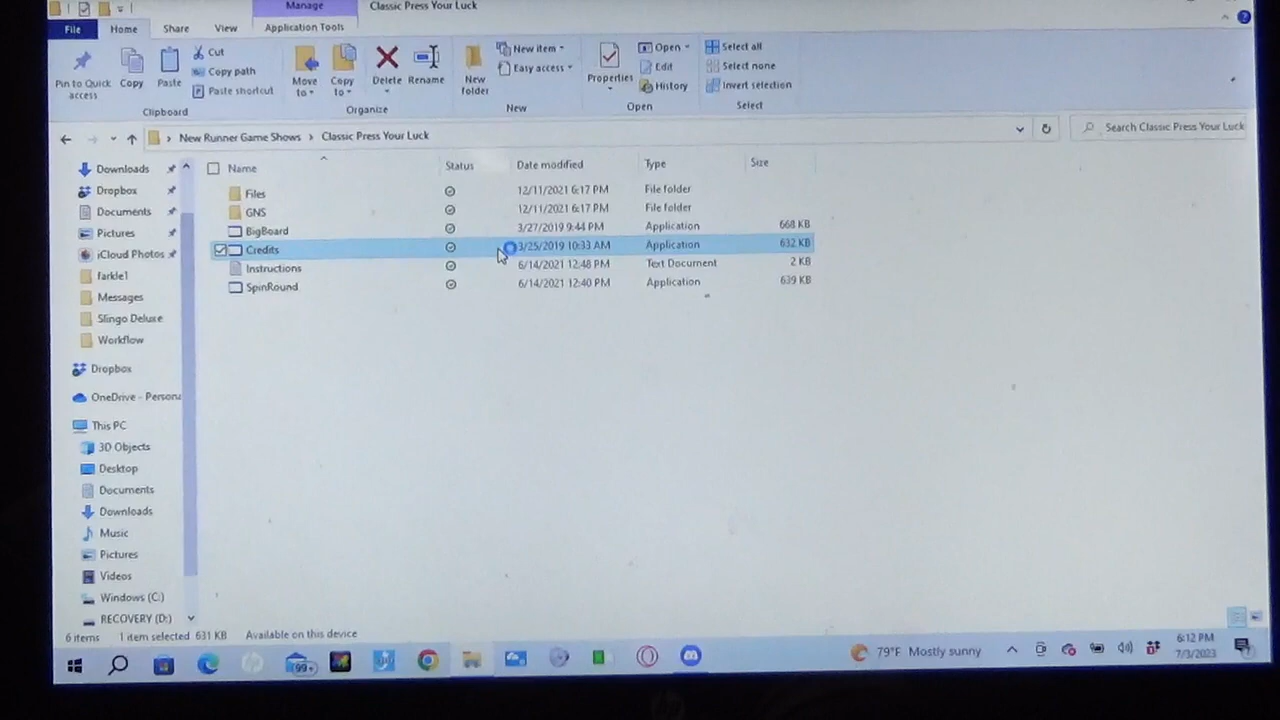 Manage
Classic Press Your Luck
File
Home
Share
View
Application Tools
Pin to Quick access
Copy
Paste
Cut
Copy path
Paste shortcut
Move to
Copy to
Delete
Rename
New folder
New item
Easy access
Properties
Open
Edit
History
Select all
Select none
Invert selection
Clipboard
Organize
New
Open
Select
New Runner Game Shows > Classic Press Your Luck
Search Classic Press Your Luck
Name Status Date modified Type Size
Files 12/11/2021 6:17 PM File folder
GNS 12/11/2021 6:17 PM File folder
BigBoard 3/27/2019 9:44 PM Application 668 KB
Credits 3/25/2019 10:33 AM Application 632 KB
Instructions 6/14/2021 12:48 PM Text Document 2 KB
SpinRound 6/14/2021 12:40 PM Application 639 KB
Downloads
Dropbox
Documents
Pictures
iCloud Photos
farkle1
Messages
Slingo Deluxe
Workflow
Dropbox
OneDrive - Persona
This PC
3D Objects
Desktop
Documents
Downloads
Music
Pictures
Videos
Windows (C:)
RECOVERY (D:)
6 items 1 item selected 631 KB Available on this device
99+
79°F Mostly sunny
6:12 PM
7/3/2023